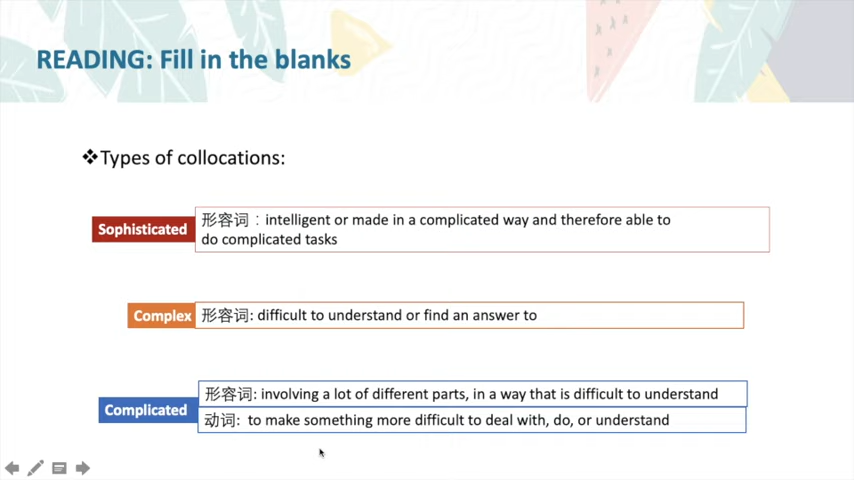 READING: Fill in the blanks
❖Types of collocations:
Sophisticated
形容词：intelligent or made in a complicated way and therefore able to
do complicated tasks
Complex
形容词: difficult to understand or find an answer to
Complicated
形容词: involving a lot of different parts, in a way that is difficult to understand
动词: to make something more difficult to deal with, do, or understand